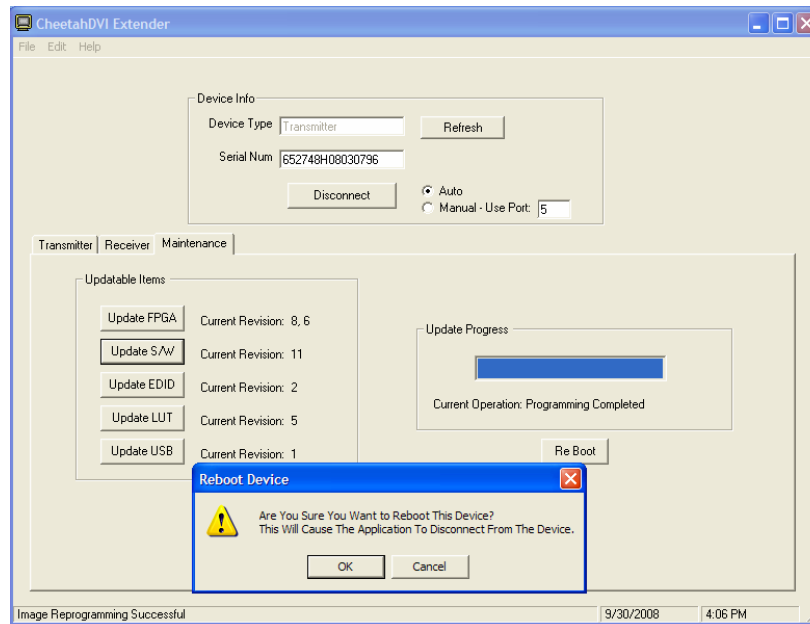 CheetahDVI Extender
File Edit Help
Device Info
Device Type Transmitter Refresh
Serial Num 652748H08030796
Disconnect
Auto
Manual - Use Port: 5
Transmitter Receiver Maintenance
Updatable Items
Update FPGA Current Revision: 8, 6
Update S/W Current Revision: 11
Update EDID Current Revision: 2
Update LUT Current Revision: 5
Update USB Current Revision: 1
Update Progress
Current Operation: Programming Completed
Re Boot
Reboot Device
Are You Sure You Want to Reboot This Device?
This Will Cause The Application To Disconnect From The Device.
OK Cancel
Image Reprogramming Successful 9/30/2008 4:06 PM